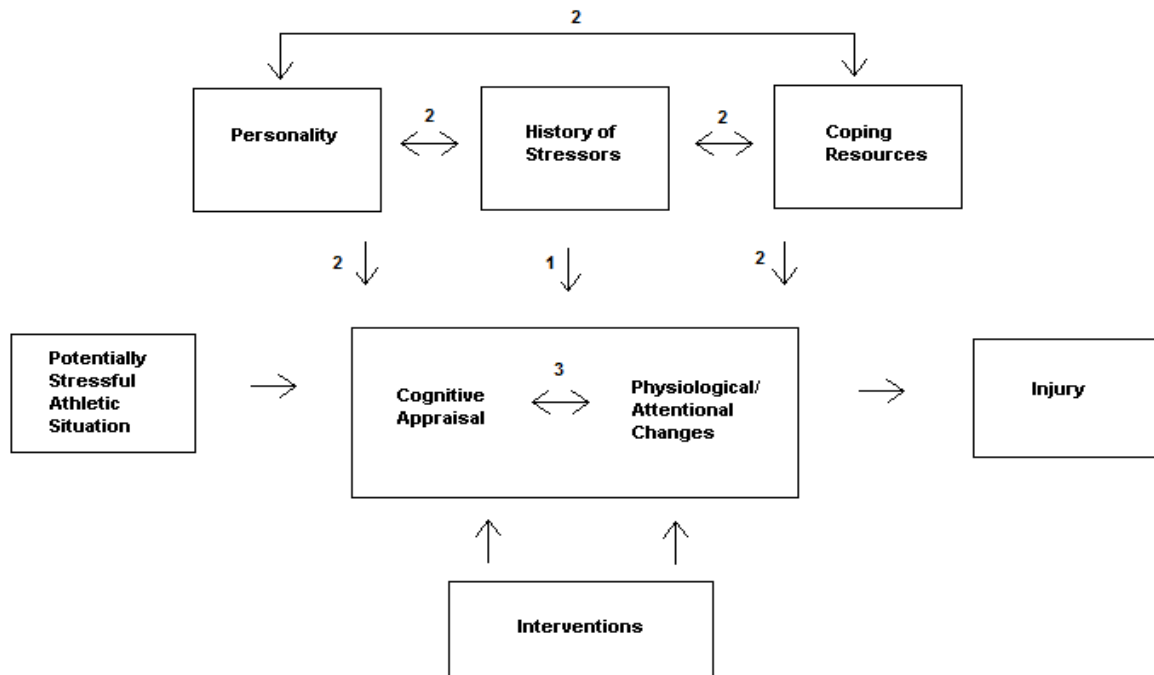 2
Personality
2
History of
Stressors
2
Coping
Resources
2
1
2
Potentially
Stressful
Athletic
Situation
Cognitive
Appraisal
3
Physiological/
Attentional
Changes
Injury
Interventions